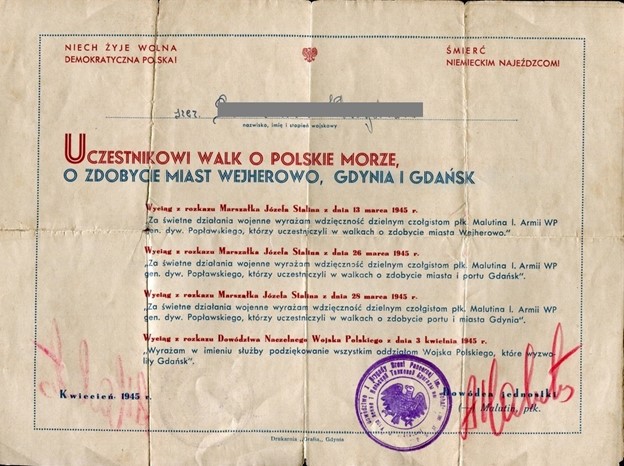 NIECH ŻYJE WOLNA
DEMOKRATYCZNA POLSKA!
ŚMIERĆ
NIEMIECKIM NAJEŹDZCOM!
szer.
nazwisko, imię i stopień wojskowy
UCZESTNIKOWI WALK O POLSKIE MORZE,
O ZDOBYCIE MIAST WEJHEROWO, GDYNIA I GDAŃSK
Wyciąg z rozkazu Marszałka Józefa Stalina z dnia 13 marca 1945 r.
„Za świetne działania wojenne wyrażam wdzięczność dzielnym czołgistom płk. Malutina I. Armii WP
gen. dyw. Popławskiego, którzy uczestniczyli w walkach o zdobycie miasta Wejherowo."
Wyciąg z rozkazu Marszałka Józefa Stalina z dnia 26 marca 1945 r.
„Za świetne działania wojenne wyrażam wdzięczność dzielnym czołgistom płk. Malutina I. Armii WP
gen. dyw. Popławskiego, którzy uczestniczyli w walkach o zdobycie miasta i portu Gdańsk".
Wyciąg z rozkazu Marszałka Józefa Stalina z dnia 28 marca 1945 r.
„Za świetne działania wojenne wyrażam wdzięczność dzielnym czołgistom płk. Malutina I. Armii WP
gen. dyw. Popławskiego, którzy uczestniczyli w walkach o zdobycie portu i miasta Gdynia".
Wyciąg z rozkazu Dowództwa Naczelnego Wojska Polskiego z dnia 3 kwietnia 1945 r.
„Wyrażam w imieniu służby podziękowanie wszystkim oddziałom Wojska Polskiego, które wyzwo-
liły Gdańsk".
Kwiecień 1945 r.
Dowódca jednostki
(—) Malutin, płk.
Drukarnia „Grafia", Gdynia